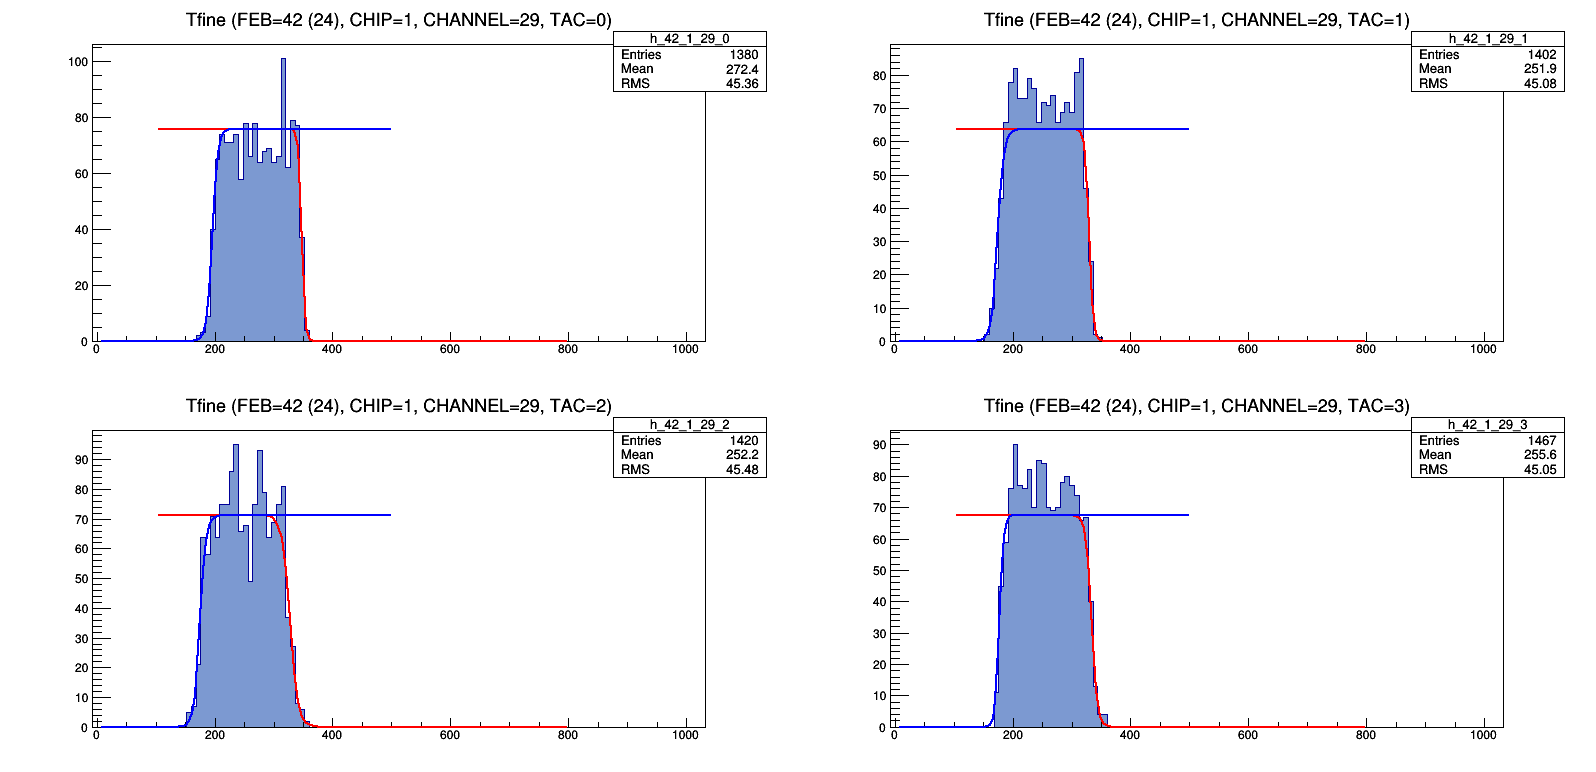 Tfine (FEB=42 (24), CHIP=1, CHANNEL=29, TAC=0)
h_42_1_29_0
Entries 1380
Mean 272.4
RMS 45.36
100
80
60
40
20
0
0 200 400 600 800 1000
Tfine (FEB=42 (24), CHIP=1, CHANNEL=29, TAC=1)
h_42_1_29_1
Entries 1402
Mean 251.9
RMS 45.08
80
70
60
50
40
30
20
10
0
0 200 400 600 800 1000
Tfine (FEB=42 (24), CHIP=1, CHANNEL=29, TAC=2)
h_42_1_29_2
Entries 1420
Mean 252.2
RMS 45.48
90
80
70
60
50
40
30
20
10
0
0 200 400 600 800 1000
Tfine (FEB=42 (24), CHIP=1, CHANNEL=29, TAC=3)
h_42_1_29_3
Entries 1467
Mean 255.6
RMS 45.05
90
80
70
60
50
40
30
20
10
0
0 200 400 600 800 1000